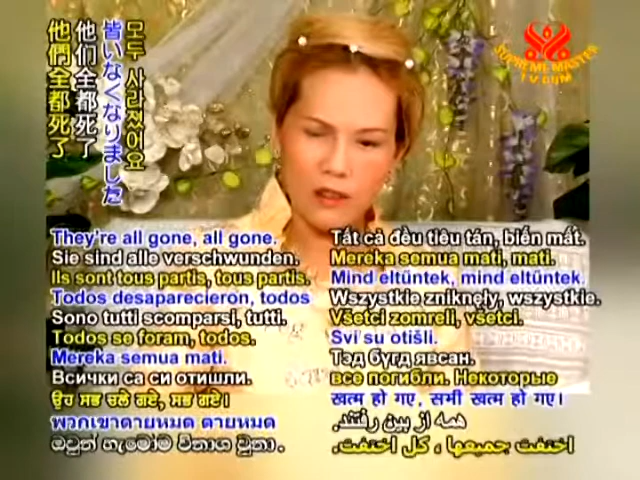 他們全都死了
他们全都死了
皆いなくなりました
모두 사라졌어요
SUPREME MASTER
TV.COM
They're all gone, all gone.
Sie sind alle verschwunden.
Ils sont tous partis, tous partis.
Todos desaparecieron, todos
Sono tutti scomparsi, tutti.
Todos se foram, todos.
Mereka semua mati.
Всички са си отишли.
ਉਹ ਸਭ ਚਲੇ ਗਏ, ਸਭ ਗਏ।
พวกเขาตายหมด ตายหมด
ඔවුන් හැමෝම විනාශ වුනා.
Tất cả đều tiêu tán, biến mất.
Mereka semua mati, mati.
Mind eltűntek, mind eltűntek.
Wszystkie zniknęły, wszystkie.
Všetci zomreli, všetci.
Svi su otišli.
Тэд бүгд явсан.
все погибли. Некоторые
खत्म हो गए, सभी खत्म हो गए।
همه از بین رفتند.
اختفت جميعها ، كل اختفت.